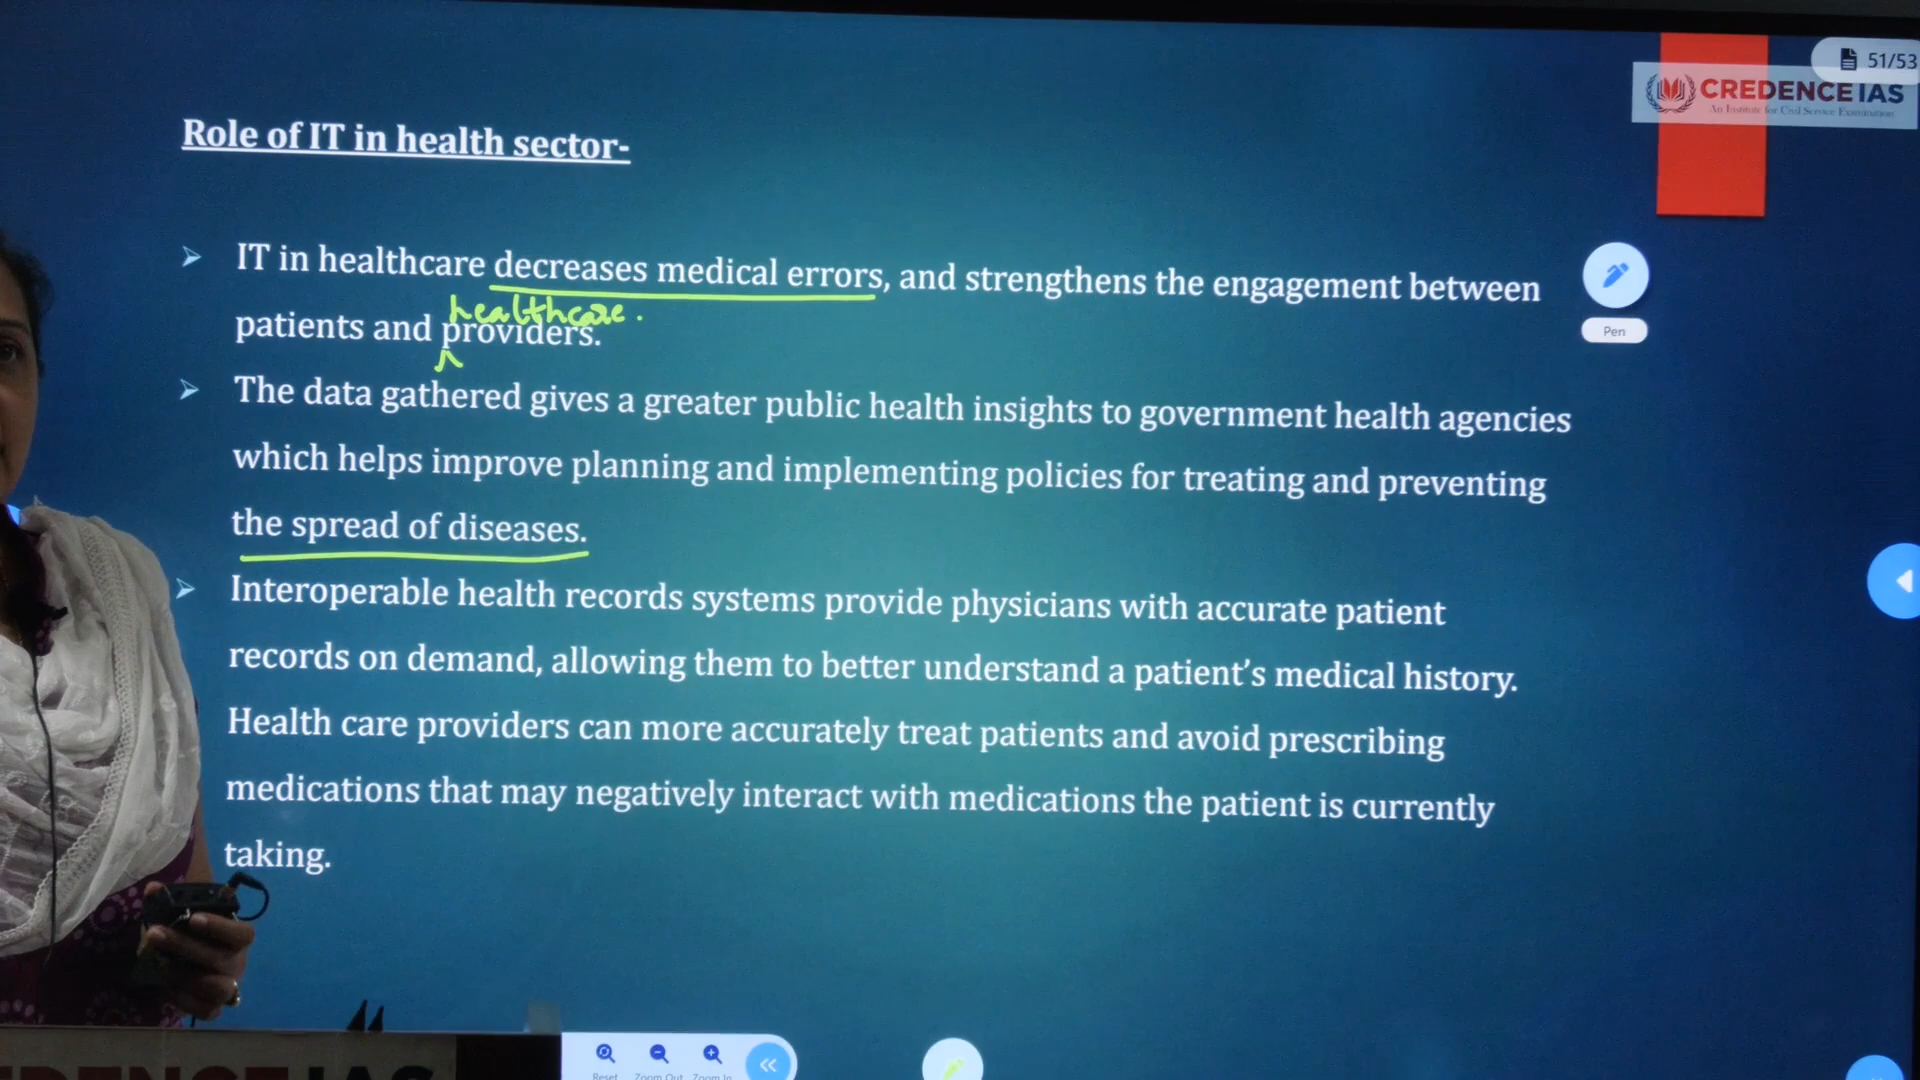 51/53
CREDENCE IAS
An Institute for Civil Service Examination
Role of IT in health sector-
➢ IT in healthcare decreases medical errors, and strengthens the engagement between
healthcare.
patients and providers.
➢ The data gathered gives a greater public health insights to government health agencies
which helps improve planning and implementing policies for treating and preventing
the spread of diseases.
➢ Interoperable health records systems provide physicians with accurate patient
records on demand, allowing them to better understand a patient's medical history.
Health care providers can more accurately treat patients and avoid prescribing
medications that may negatively interact with medications the patient is currently
taking.
Pen
Reset Zoom Out Zoom In